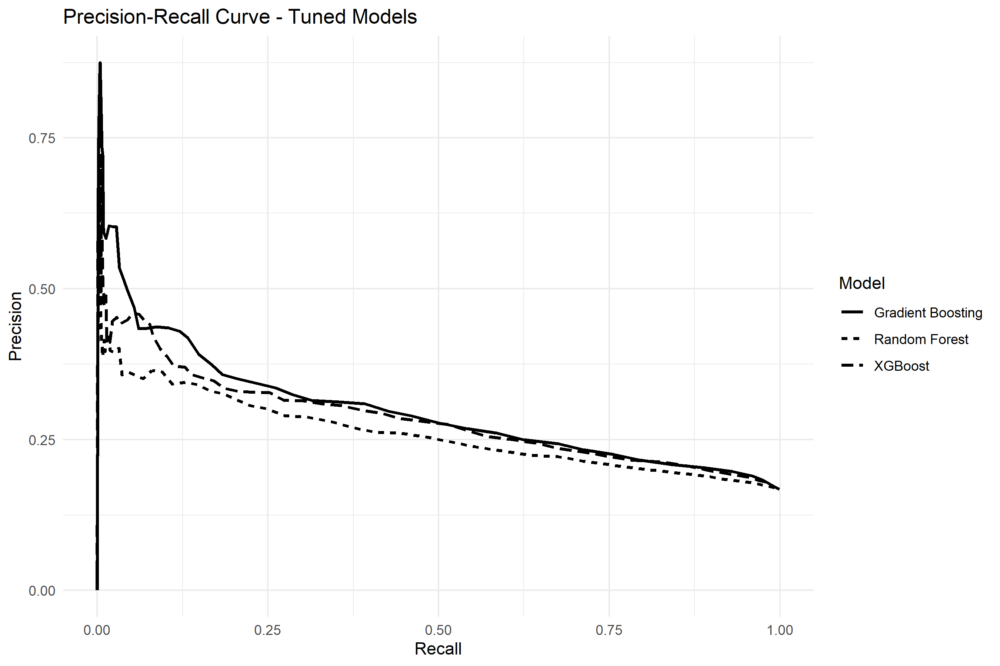 Precision-Recall Curve - Tuned Models
Precision
0.75
0.50
0.25
0.00
0.00
0.25
0.50
0.75
1.00
Recall
Model
Gradient Boosting
Random Forest
XGBoost